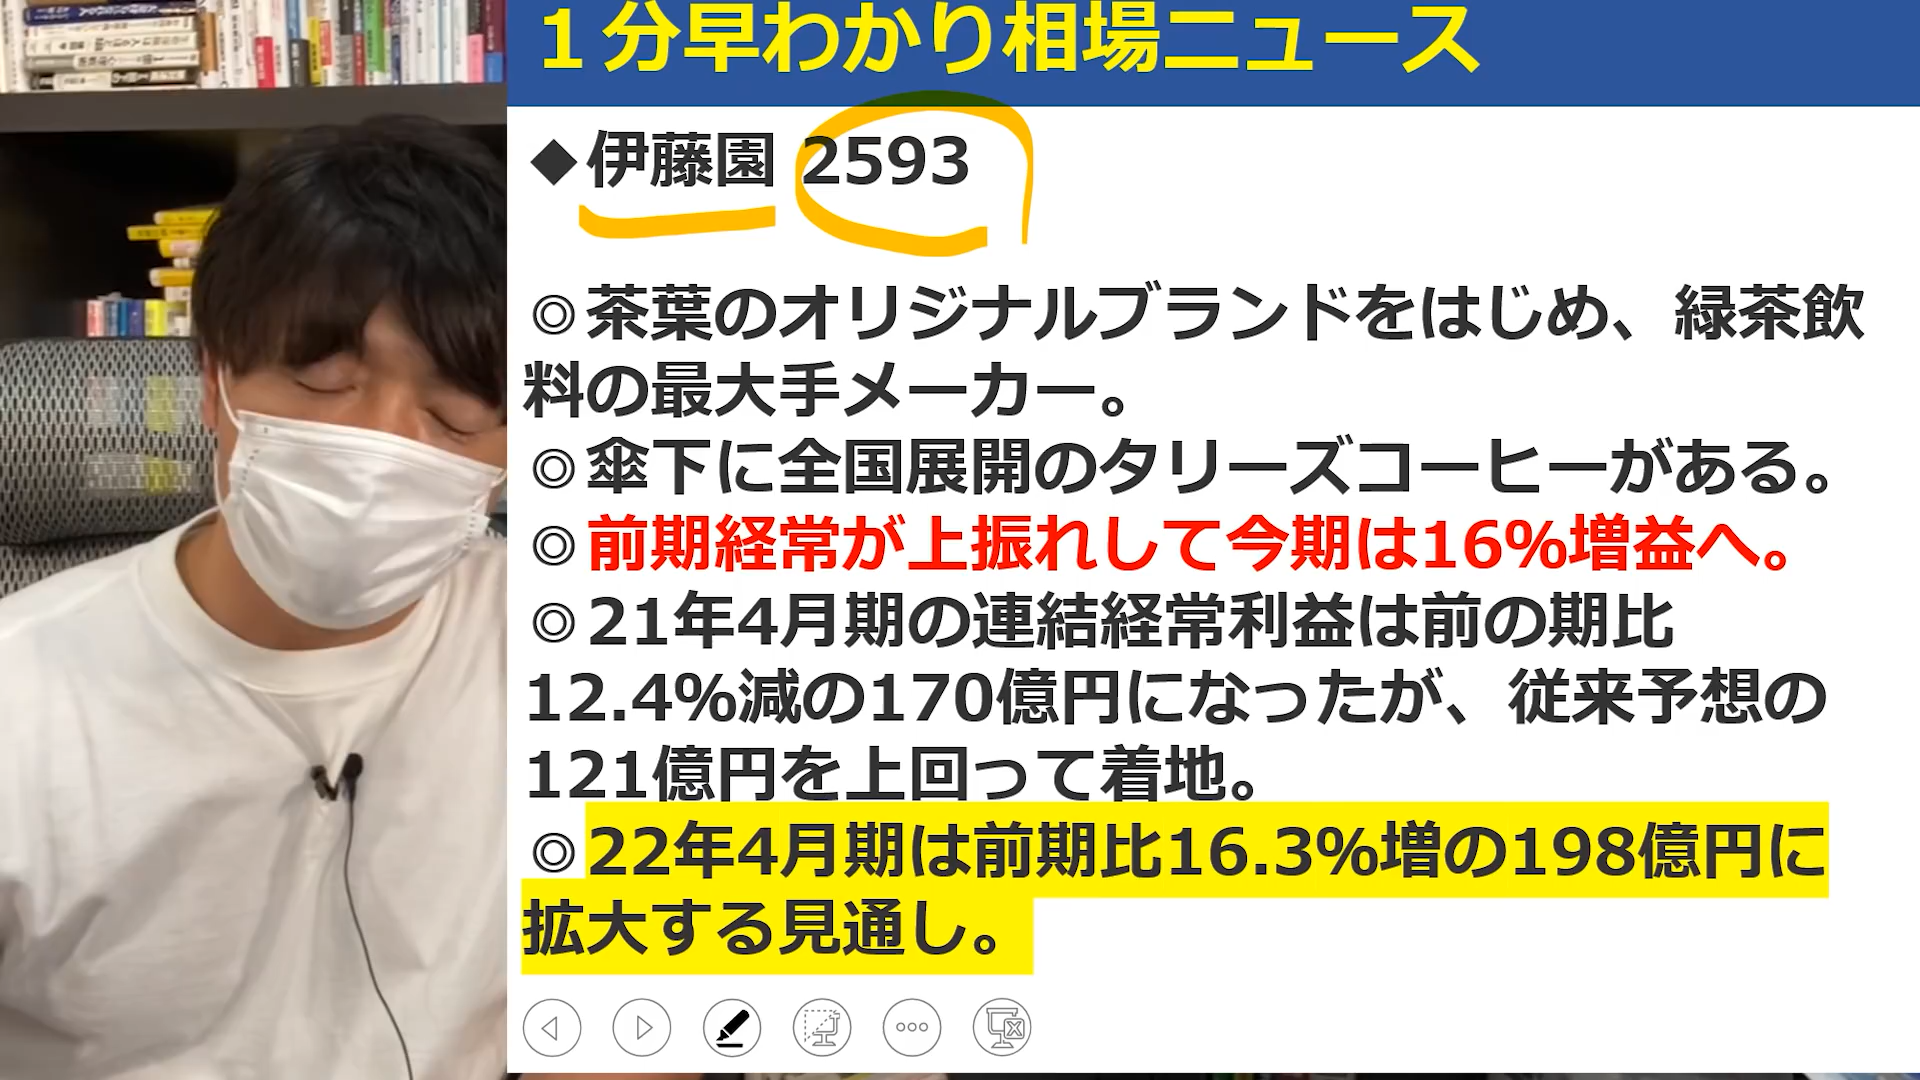 １分早わかり相場ニュース
◆伊藤園 2593
◎茶葉のオリジナルブランドをはじめ、緑茶飲
料の最大手メーカー。
◎傘下に全国展開のタリーズコーヒーがある。
◎前期経常が上振れして今期は16%増益へ。
◎21年4月期の連結経常利益は前の期比
12.4%減の170億円になったが、従来予想の
121億円を上回って着地。
◎22年4月期は前期比16.3%増の198億円に
拡大する見通し。